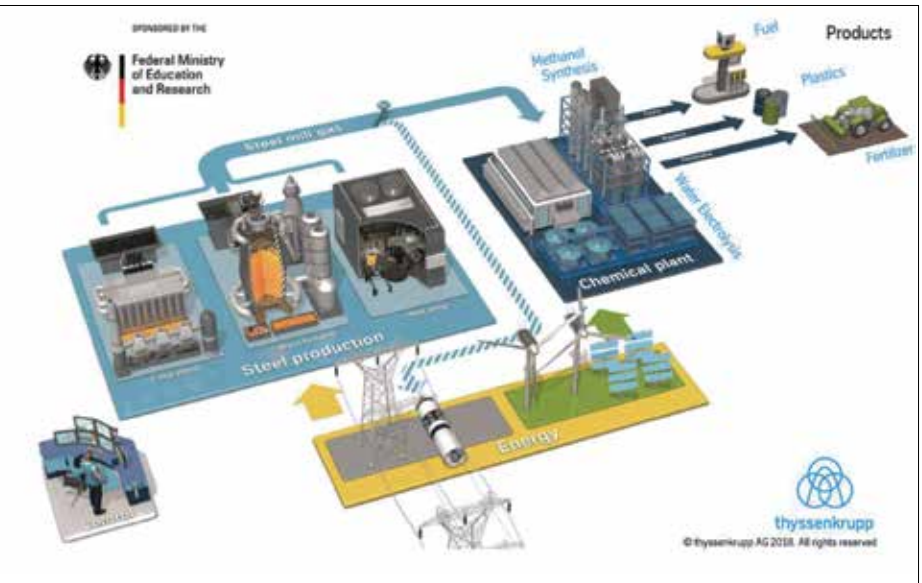 SPONSORED BY THE
Federal Ministry
of Education
and Research
Products
Fuel
Methanol
Synthesis
Plastics
Steel mill gas
Fertilizer
Water Electrolysis
Chemical plant
Steel production
Energy
thyssenkrupp
© thyssenkrupp AG 2018. All rights reserved